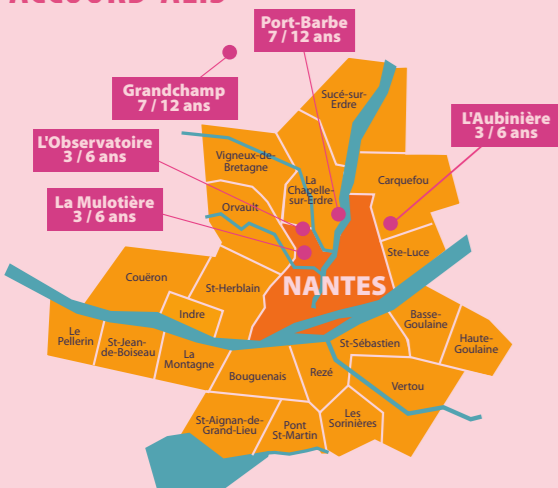 ACCOORD-ALID
Port-Barbe
7 / 12 ans
Grandchamp
7 / 12 ans
L'Aubinière
3 / 6 ans
L'Observatoire
3 / 6 ans
La Mulotière
3 / 6 ans
Sucé-sur-
Erdre
Vigneux-de-
Bretagne
La
Chapelle-
sur-Erdre
Carquefou
Orvault
Ste-Luce
Couëron
St-Herblain
NANTES
Indre
Basse-
Goulaine
Haute-
Goulaine
Le
Pellerin
St-Jean-
de-Boiseau
La
Montagne
St-Sébastien
Bouguenais
Rezé
Vertou
St-Aignan-de-
Grand-Lieu
Pont
St-Martin
Les
Sorinières